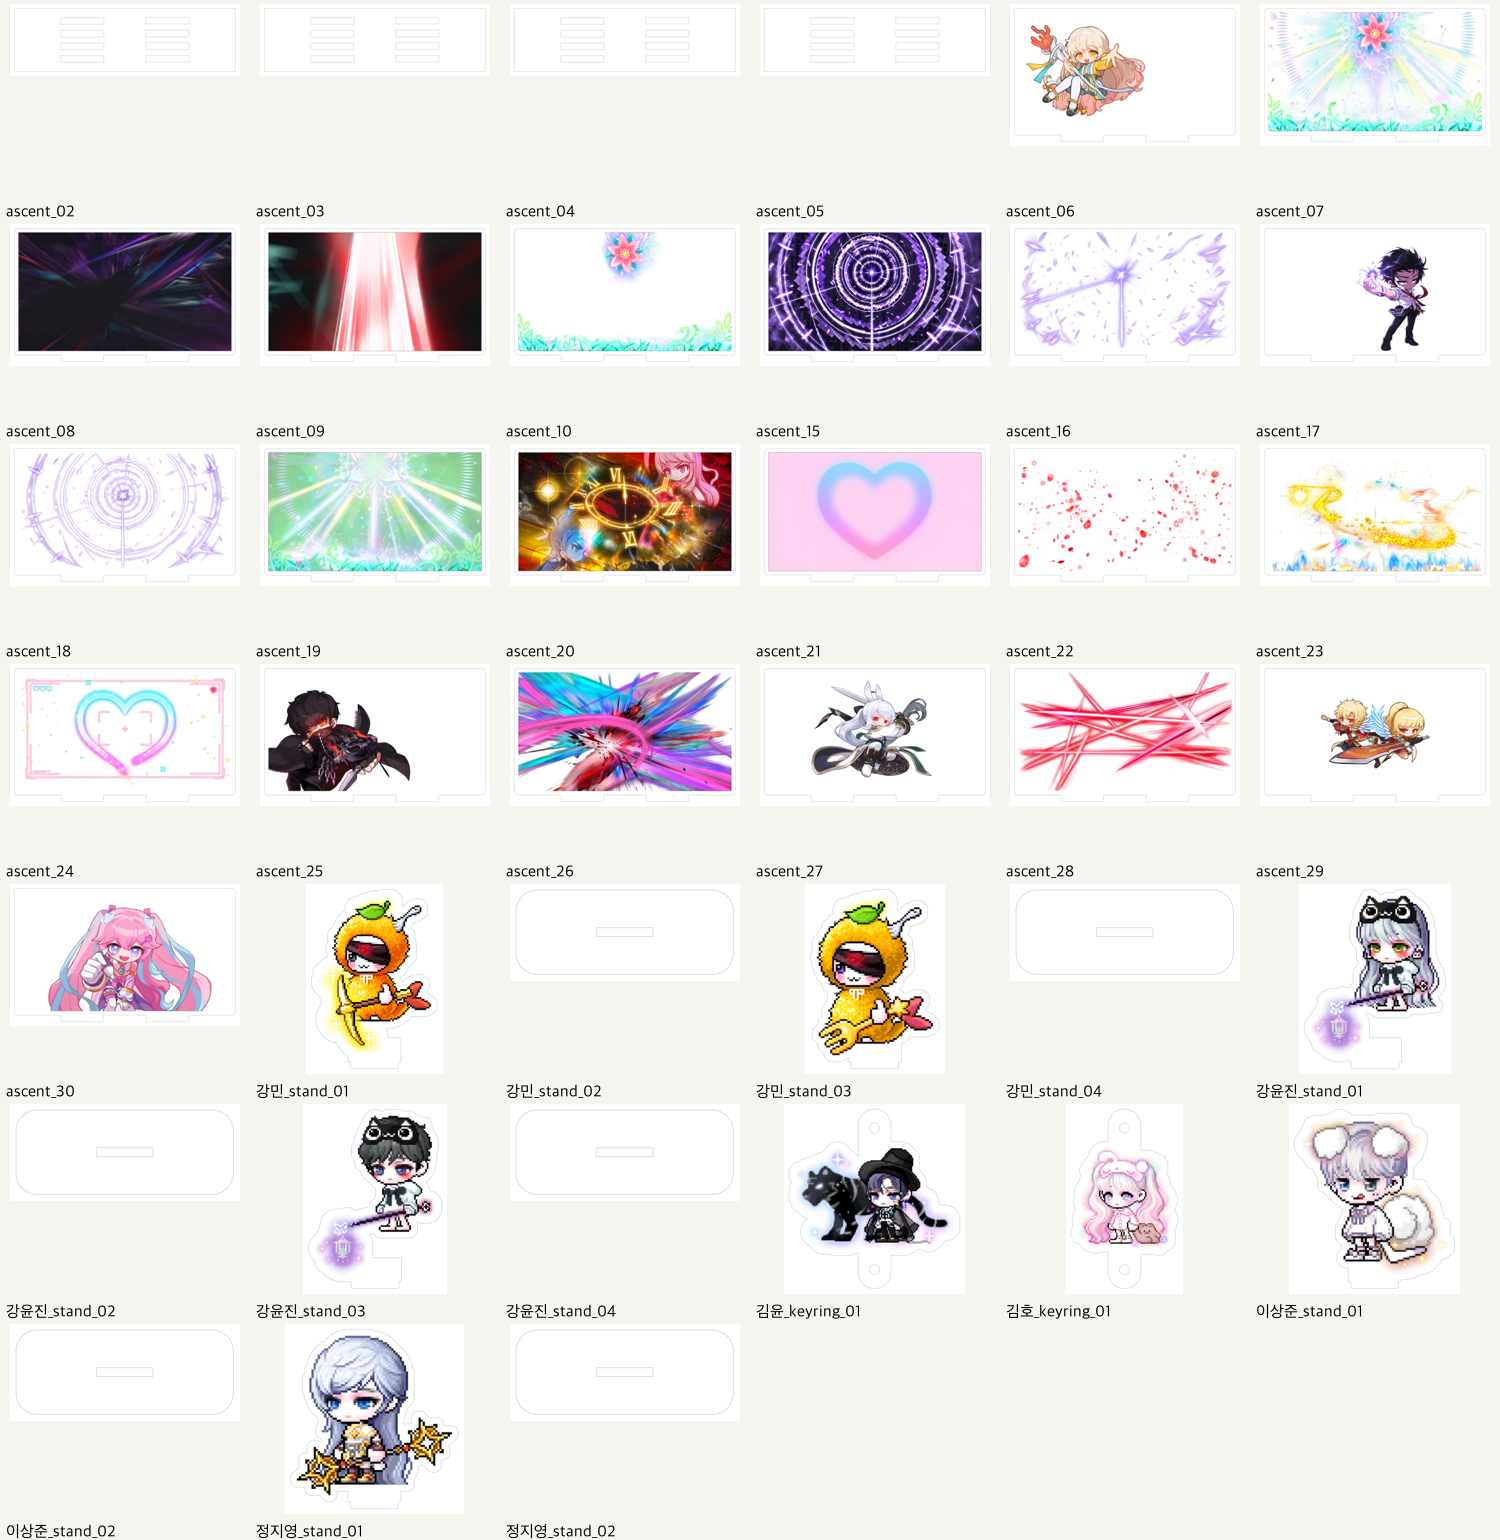 ascent_02 ascent_03 ascent_04 ascent_05 ascent_06 ascent_07
ascent_08 ascent_09 ascent_10 ascent_15 ascent_16 ascent_17
VI
III
VI
ascent_18 ascent_19 ascent_20 ascent_21 ascent_22 ascent_23
ascent_24 ascent_25 ascent_26 ascent_27 ascent_28 ascent_29
ascent_30 강민_stand_01 강민_stand_02 강민_stand_03 강민_stand_04 강윤진_stand_01
강윤진_stand_02 강윤진_stand_03 강윤진_stand_04 김윤_keyring_01 김호_keyring_01 이상준_stand_01
이상준_stand_02 정지영_stand_01 정지영_stand_02